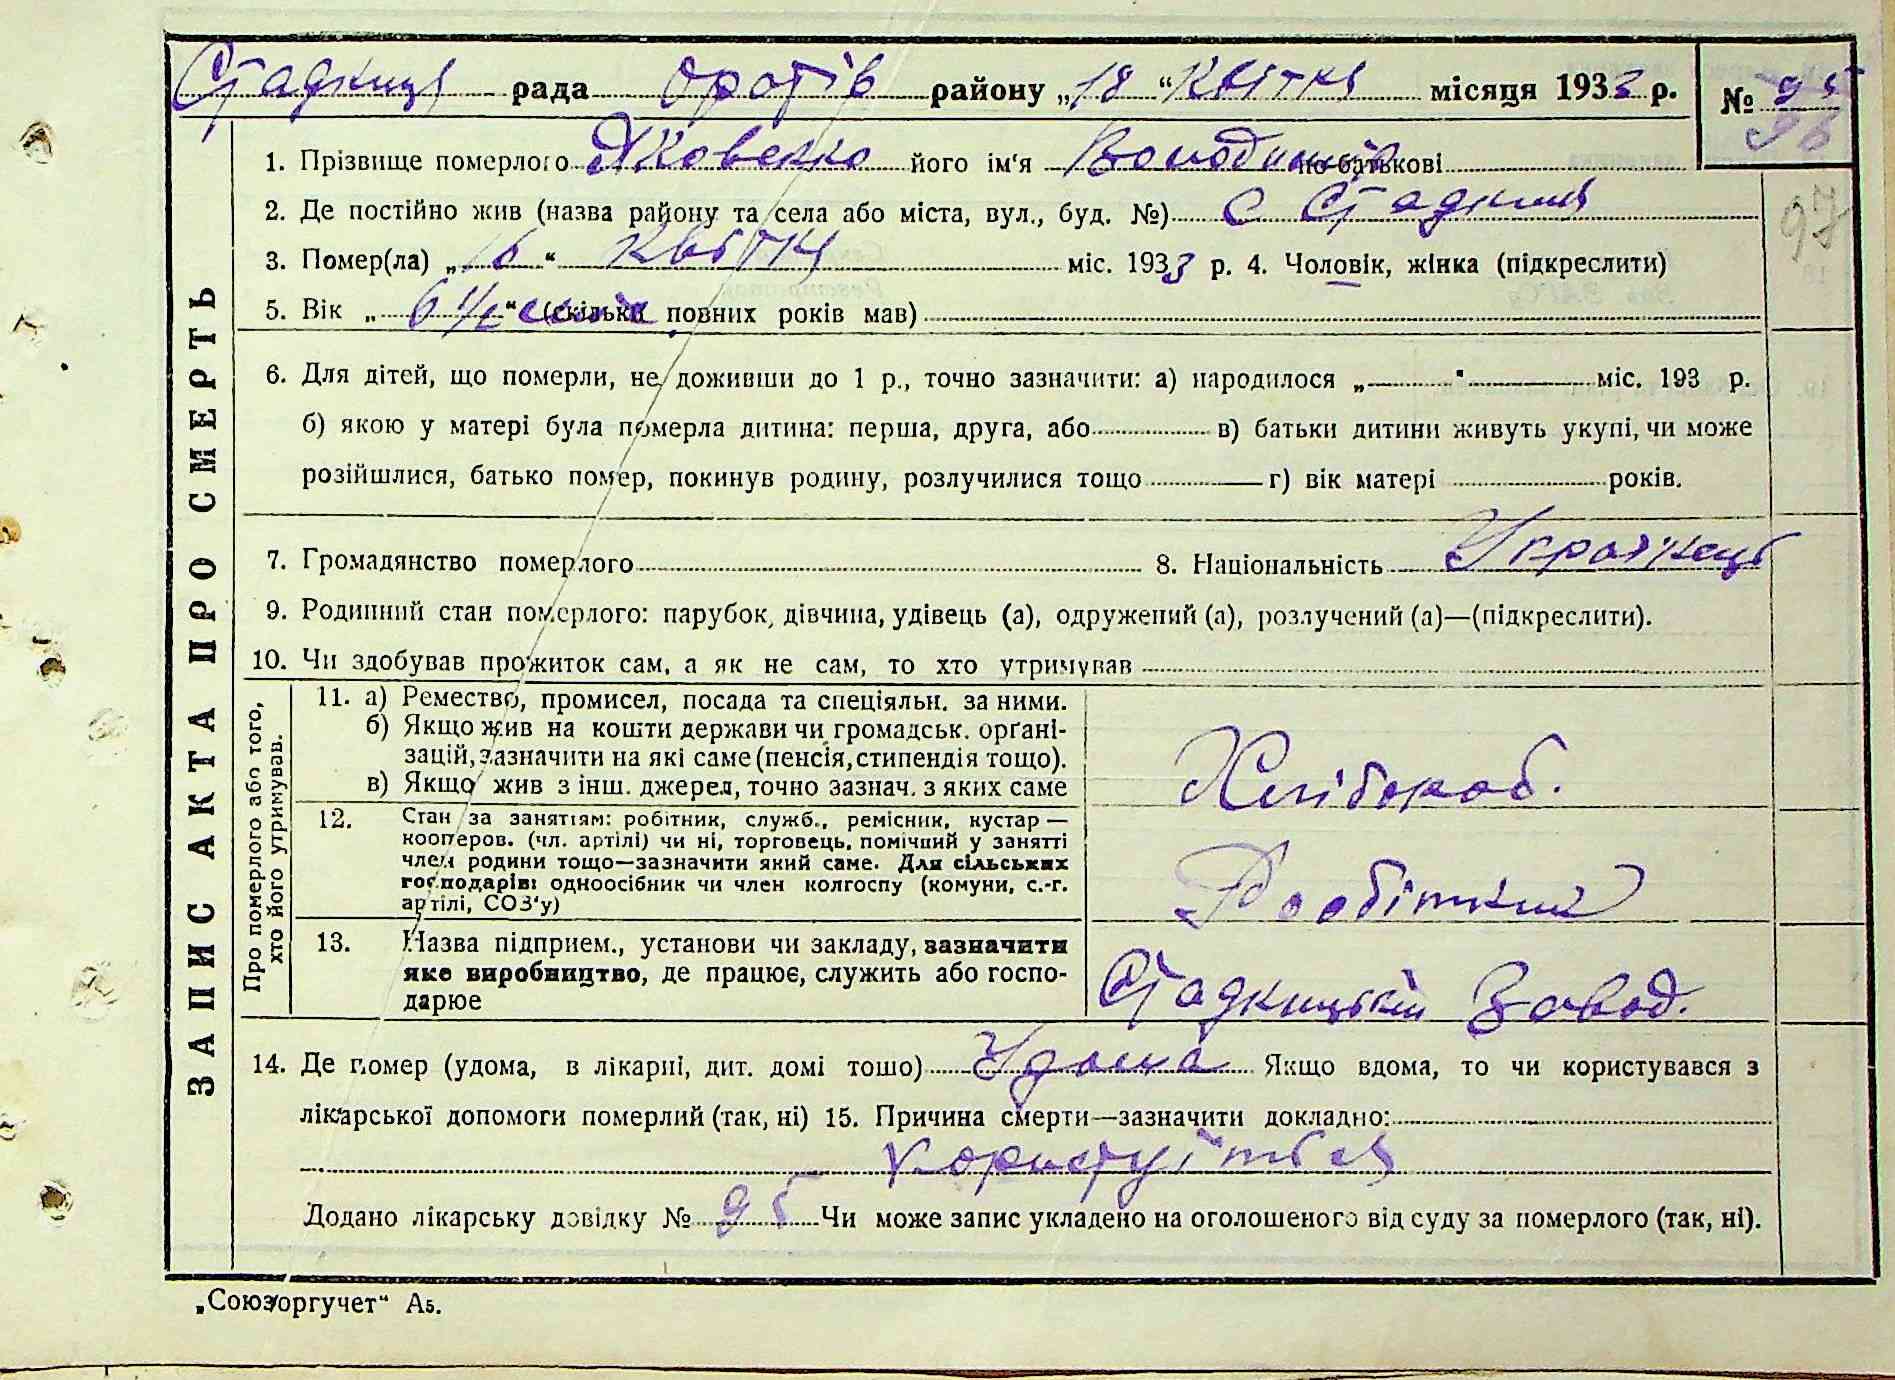 Стадниця рада Оратів району „18“ Квітня місяця 1933 р. № 95
98
1. Прізвище померлого Яковенко його ім'я Володимир по-батькові
97
2. Де постійно жив (назва району та села або міста, вул., буд. №) с Стадниця
3. Помер(ла) „16“ Квітня міс. 1933 р. 4. Чоловік, жінка (підкреслити)
5. Вік „6 1/2“ (скільки повних років мав)
6. Для дітей, що померли, не доживши до 1 р., точно зазначити: а) народилося „—“ — міс. 193 р.
б) якою у матері була померла дитина: перша, друга, або в) батьки дитини живуть укупі, чи може
розійшлися, батько помер, покинув родину, розлучилися тощо — г) вік матері років.
7. Громадянство померлого 8. Національність Українець
9. Родинний стан померлого: парубок, дівчина, удівець (а), одружений (а), розлучений (а)—(підкреслити).
10. Чи здобував прожиток сам, а як не сам, то хто утримував
ЗАПИС АКТА ПРО СМЕРТЬ
Про померлого або того,
хто його утримував.
11. а) Ремество, промисел, посада та спеціяльн. за ними.
б) Якщо жив на кошти держави чи громадськ. орґані-
зацій, зазначити на які саме (пенсія, стипендія тощо).
в) Якщо жив з інш. джерел, точно зазнач. з яких саме
Хлібороб.
12. Стан за заняттям: робітник, служб., ремісник, кустар —
кооперов. (чл. артілі) чи ні, торговець, помічний у занятті
член родини тощо—зазначити який саме. Для сільських
господарів: одноосібник чи член колгоспу (комуни, с.-г.
артілі, СОЗ'у)
Робітник
13. Назва підприєм., установи чи закладу, зазначити
яке виробництво, де працює, служить або госпо-
дарює
Стадницький Завод.
14. Де помер (удома, в лікарні, дит. домі тошо) Удома Якщо вдома, то чи користувався з
лікарської допомоги померлий (так, ні) 15. Причина смерти—зазначити докладно:
Додано лікарську довідку № 95 Чи може запис укладено на оголошеного від суду за померлого (так, ні).
„Союзоргучет“ А5.